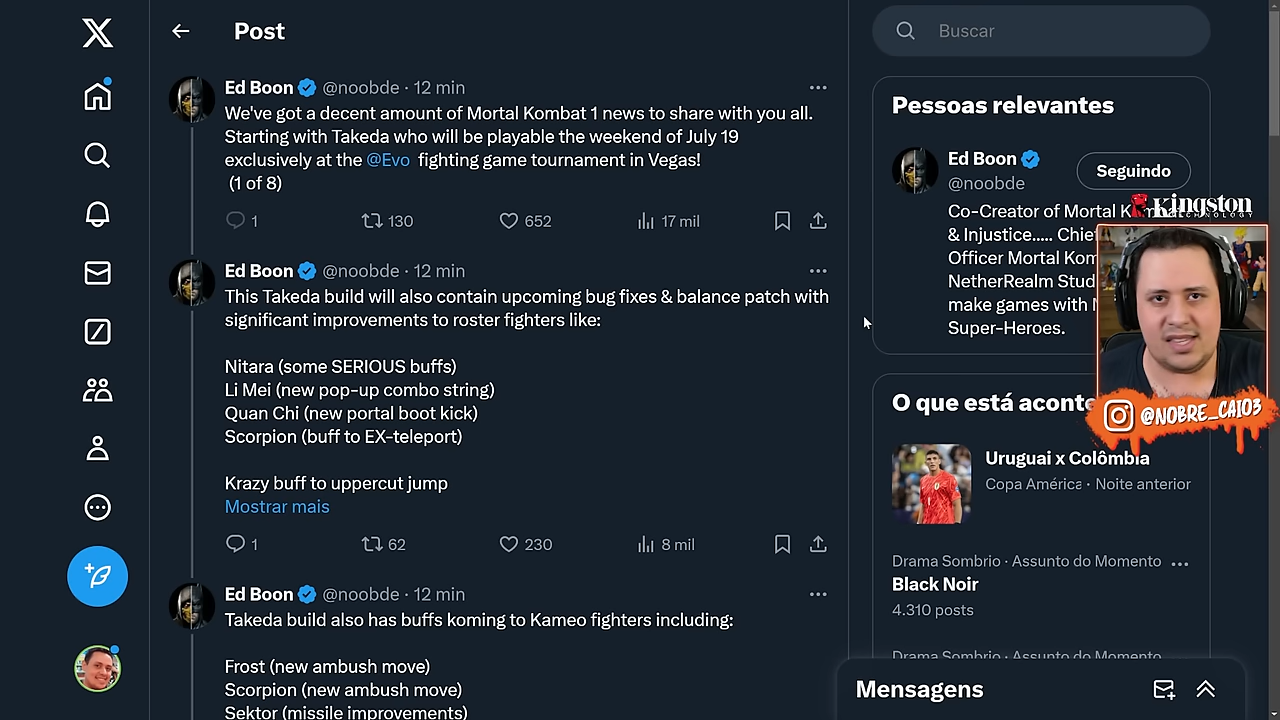 Post
Ed Boon @noobde · 12 min
We've got a decent amount of Mortal Kombat 1 news to share with you all.
Starting with Takeda who will be playable the weekend of July 19
exclusively at the @Evo fighting game tournament in Vegas!
(1 of 8)
1 130 652 17 mil
Ed Boon @noobde · 12 min
This Takeda build will also contain upcoming bug fixes & balance patch with
significant improvements to roster fighters like:
Nitara (some SERIOUS buffs)
Li Mei (new pop-up combo string)
Quan Chi (new portal boot kick)
Scorpion (buff to EX-teleport)
Krazy buff to uppercut jump
Mostrar mais
1 62 230 8 mil
Ed Boon @noobde · 12 min
Takeda build also has buffs koming to Kameo fighters including:
Frost (new ambush move)
Scorpion (new ambush move)
Sektor (missile improvements)
Buscar
Pessoas relevantes
Ed Boon
Seguindo
@noobde
Co-Creator of Mortal
& Injustice..... Chief
Officer Mortal Kom
NetherRealm Stud
make games with
Super-Heroes.
Kingston
TECHNOLOGY
@NOBRE_CAIO3
O que está aconte
Uruguai x Colômbia
Copa América · Noite anterior
Drama Sombrio · Assunto do Momento
Black Noir
4.310 posts
Drama Sombrio · Assunto do Momento
Mensagens